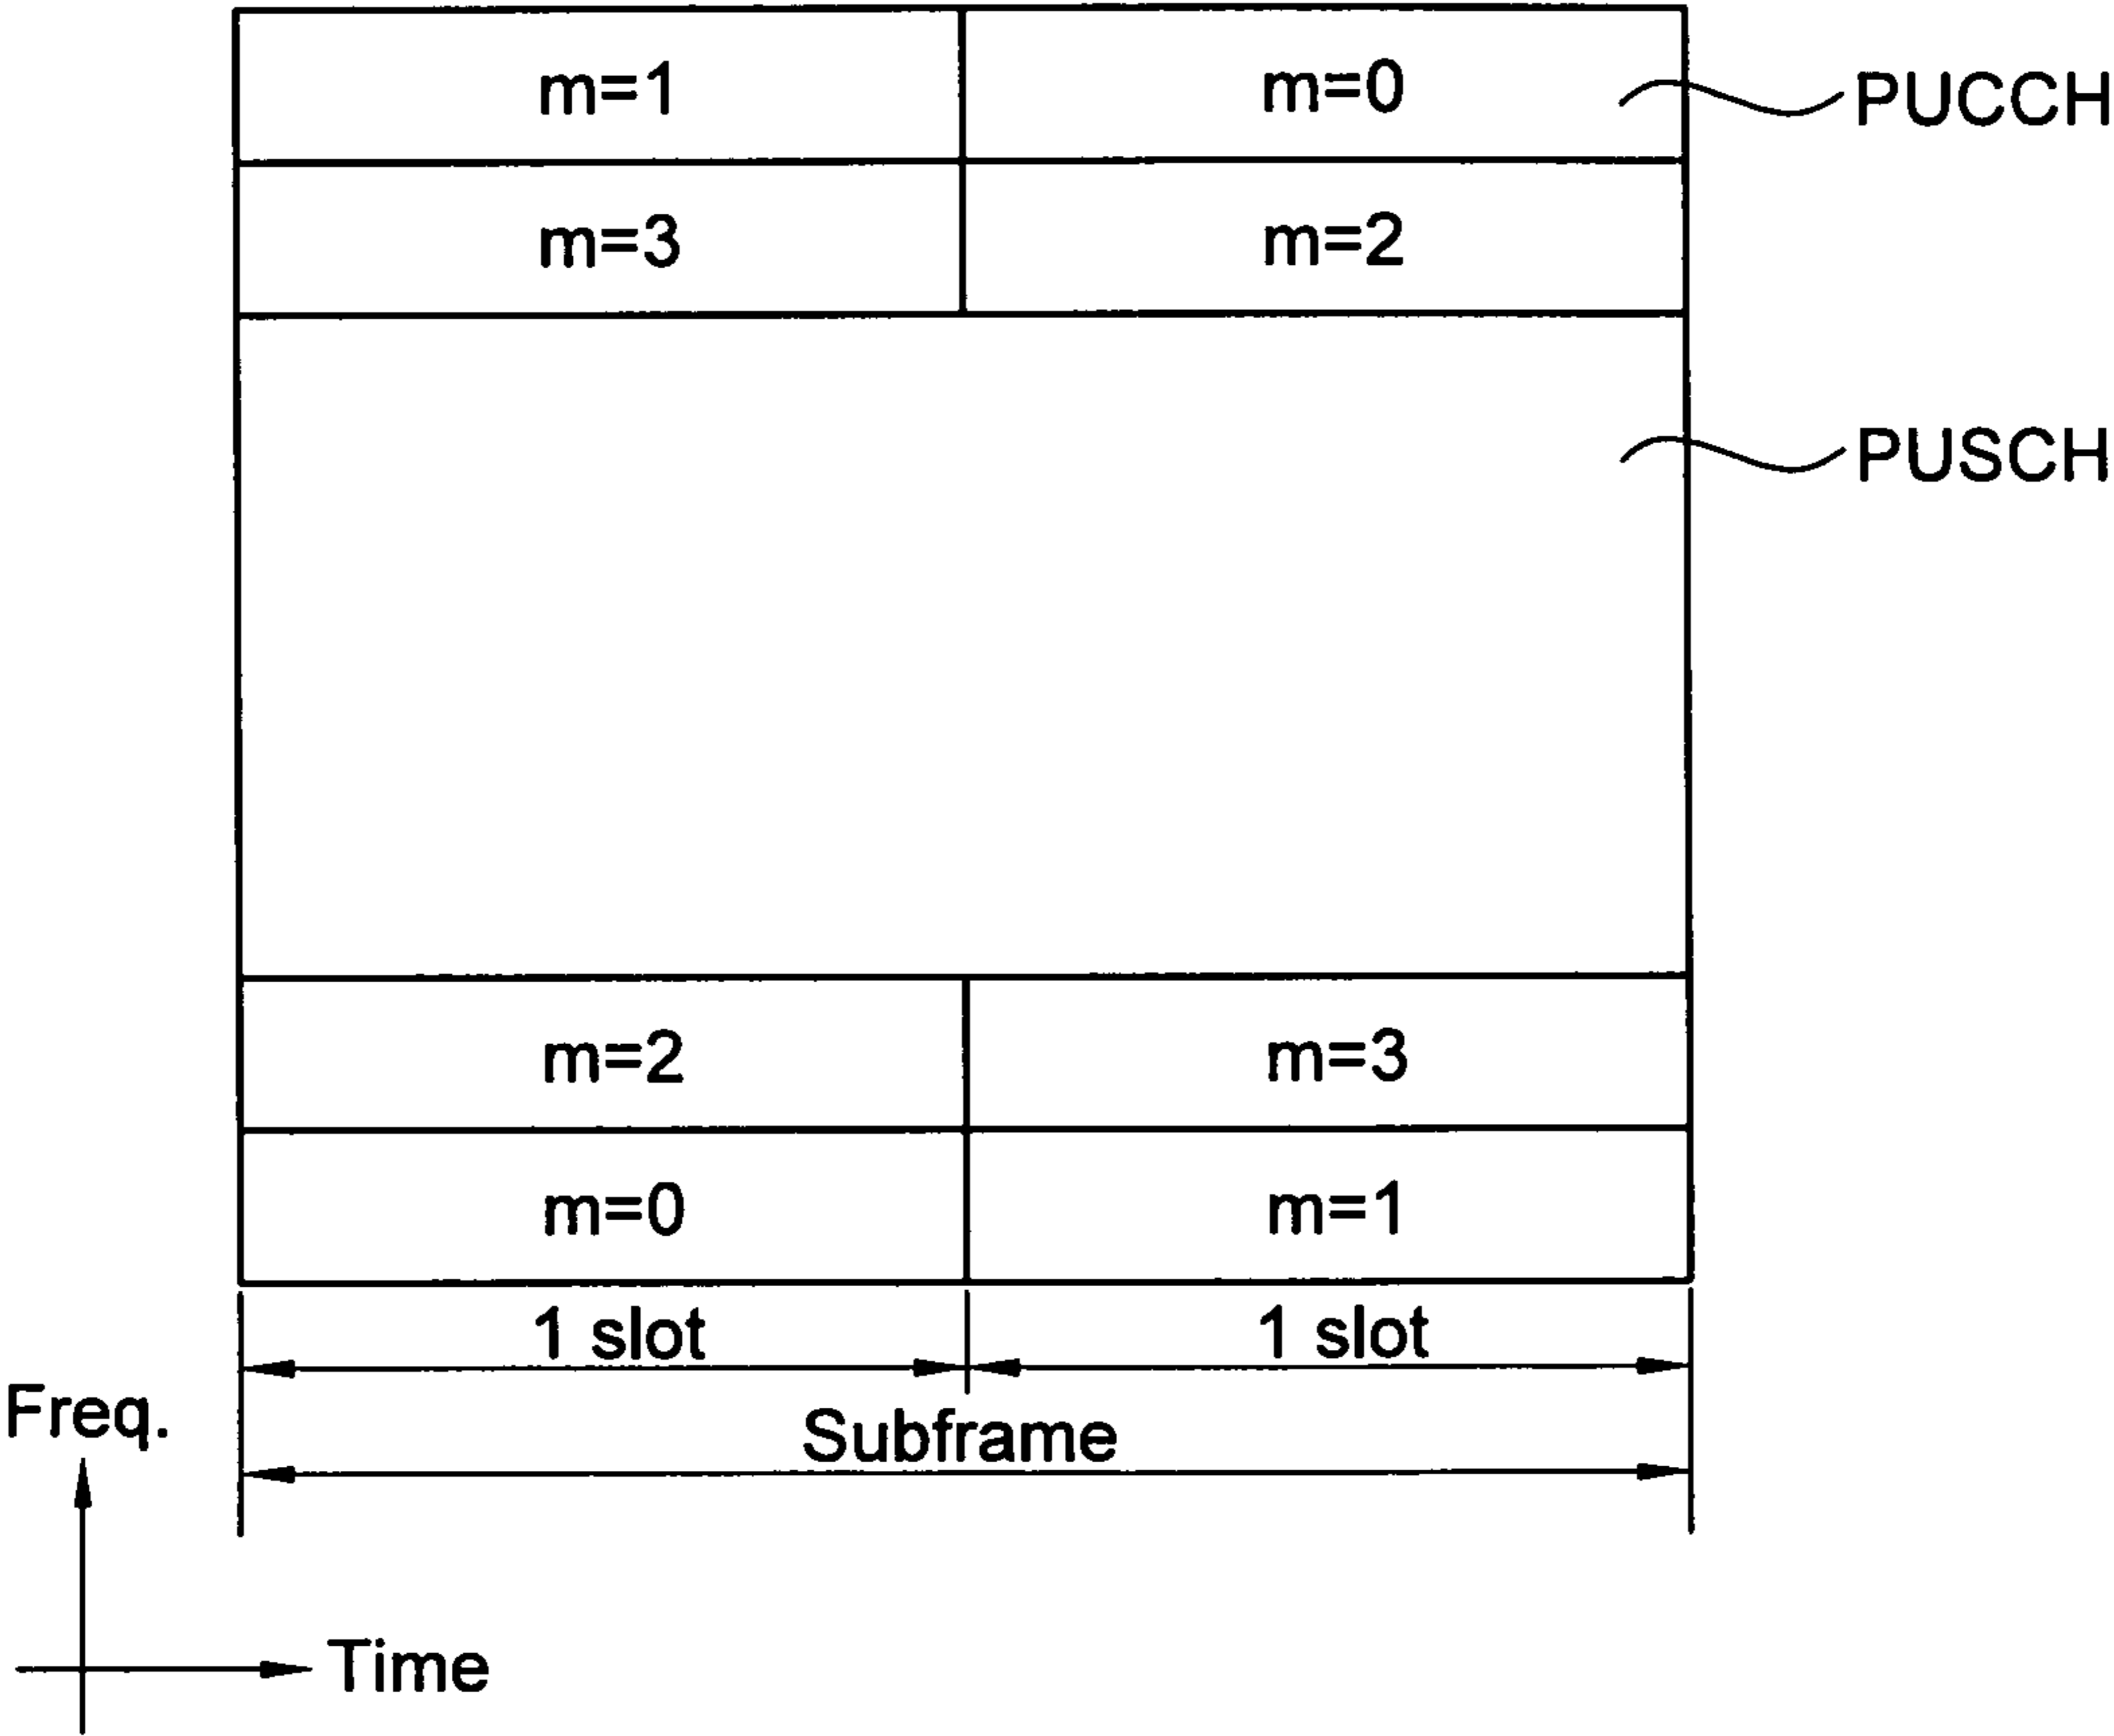 m=1 m=0 PUCCH
m=3 m=2
PUSCH
m=2 m=3
m=0 m=1
1 slot 1 slot
Freq.
Subframe
Time